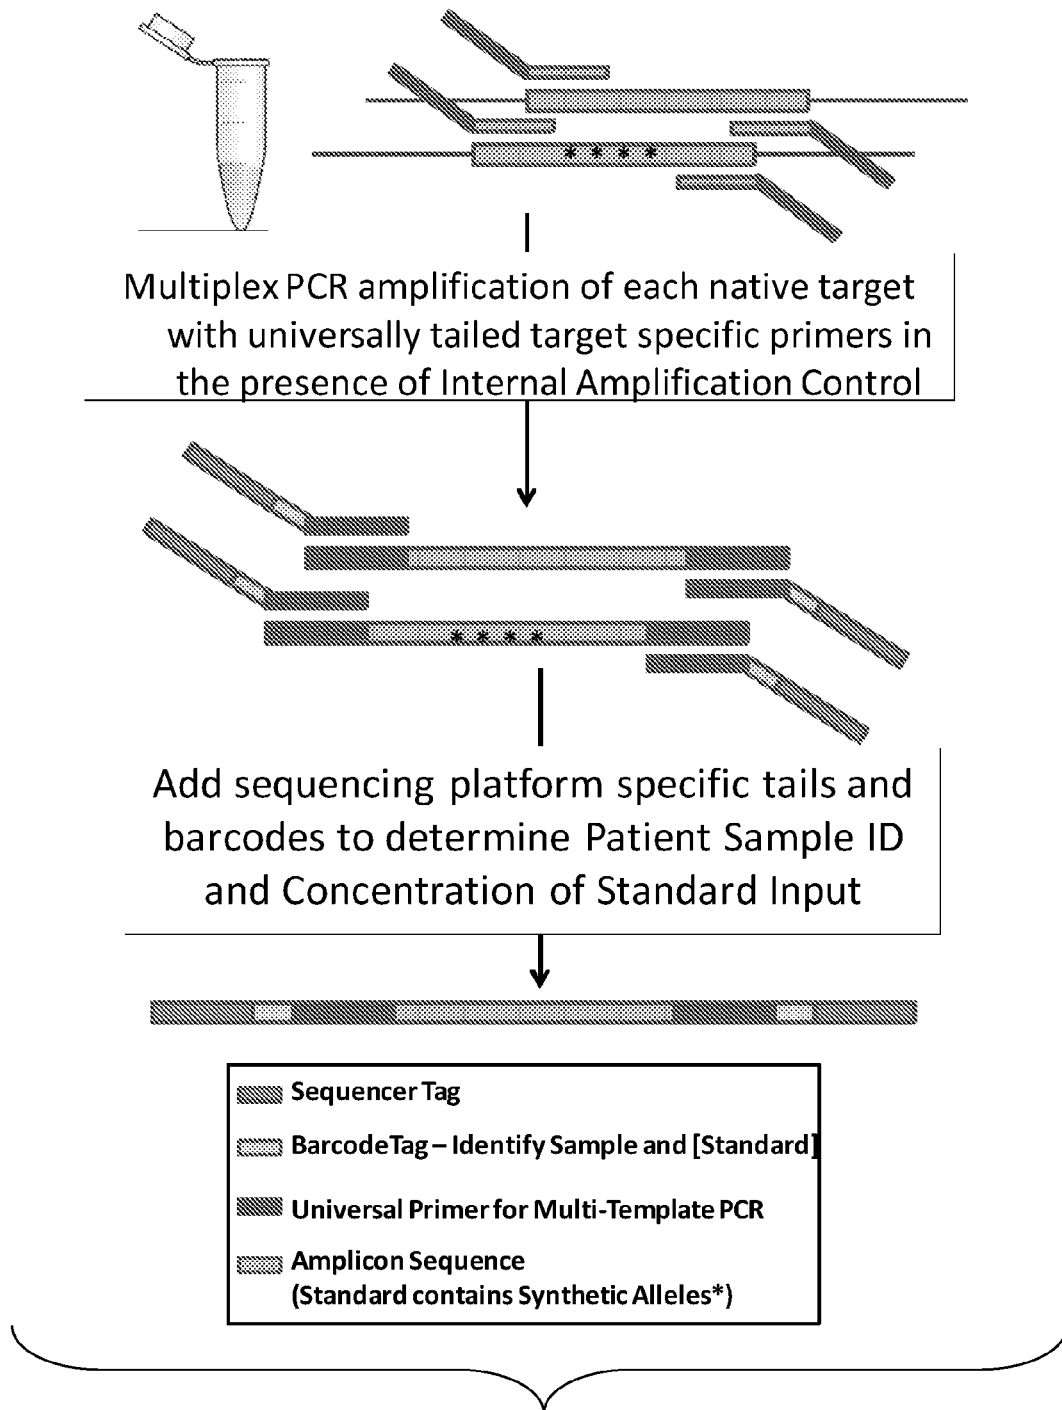 * * * *
Multiplex PCR amplification of each native target
with universally tailed target specific primers in
the presence of Internal Amplification Control
* * * *
Add sequencing platform specific tails and
barcodes to determine Patient Sample ID
and Concentration of Standard Input
Sequencer Tag
Barcode Tag – Identify Sample and [Standard]
Universal Primer for Multi-Template PCR
Amplicon Sequence
(Standard contains Synthetic Alleles*)